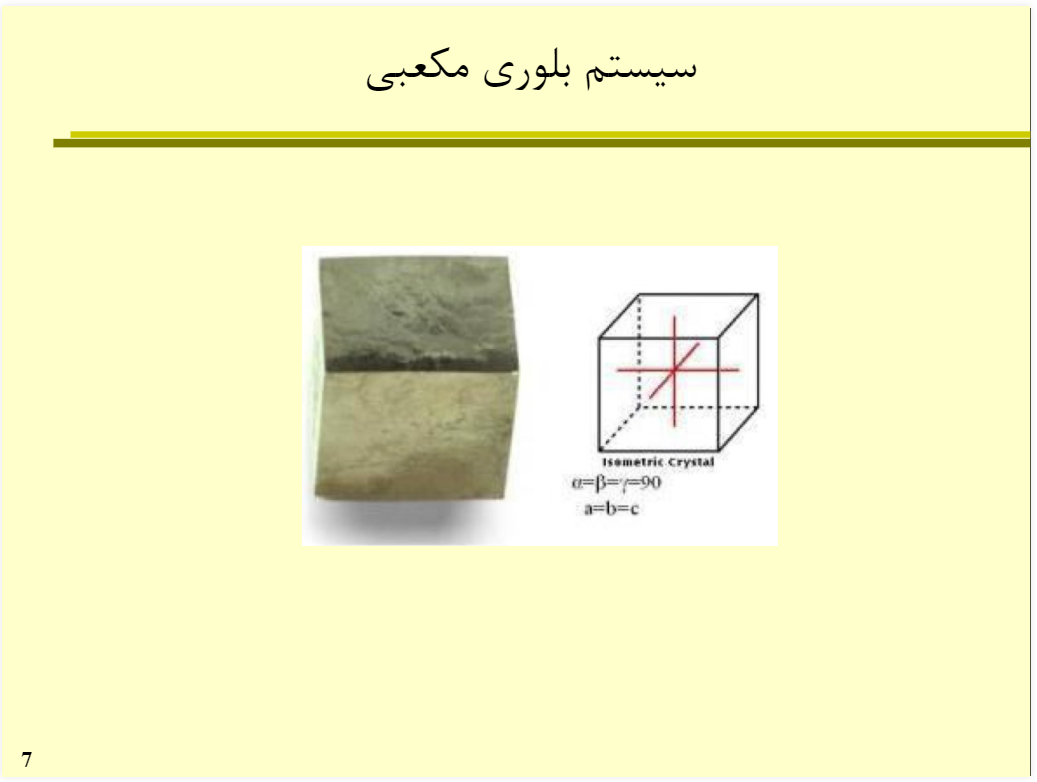 سیستم بلوری مکعبی
Isometric Crystal
α=β=γ=90
a=b=c
7